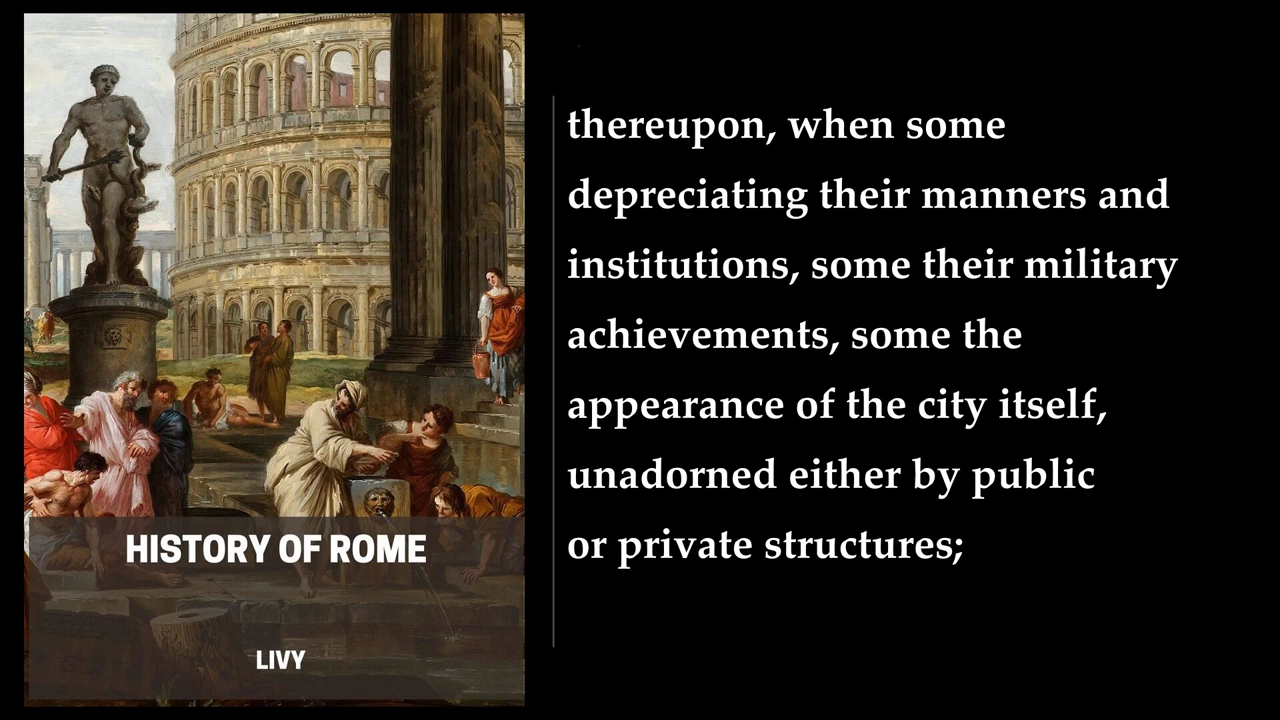 HISTORY OF ROME
LIVY
thereupon, when some
depreciating their manners and
institutions, some their military
achievements, some the
appearance of the city itself,
unadorned either by public
or private structures;